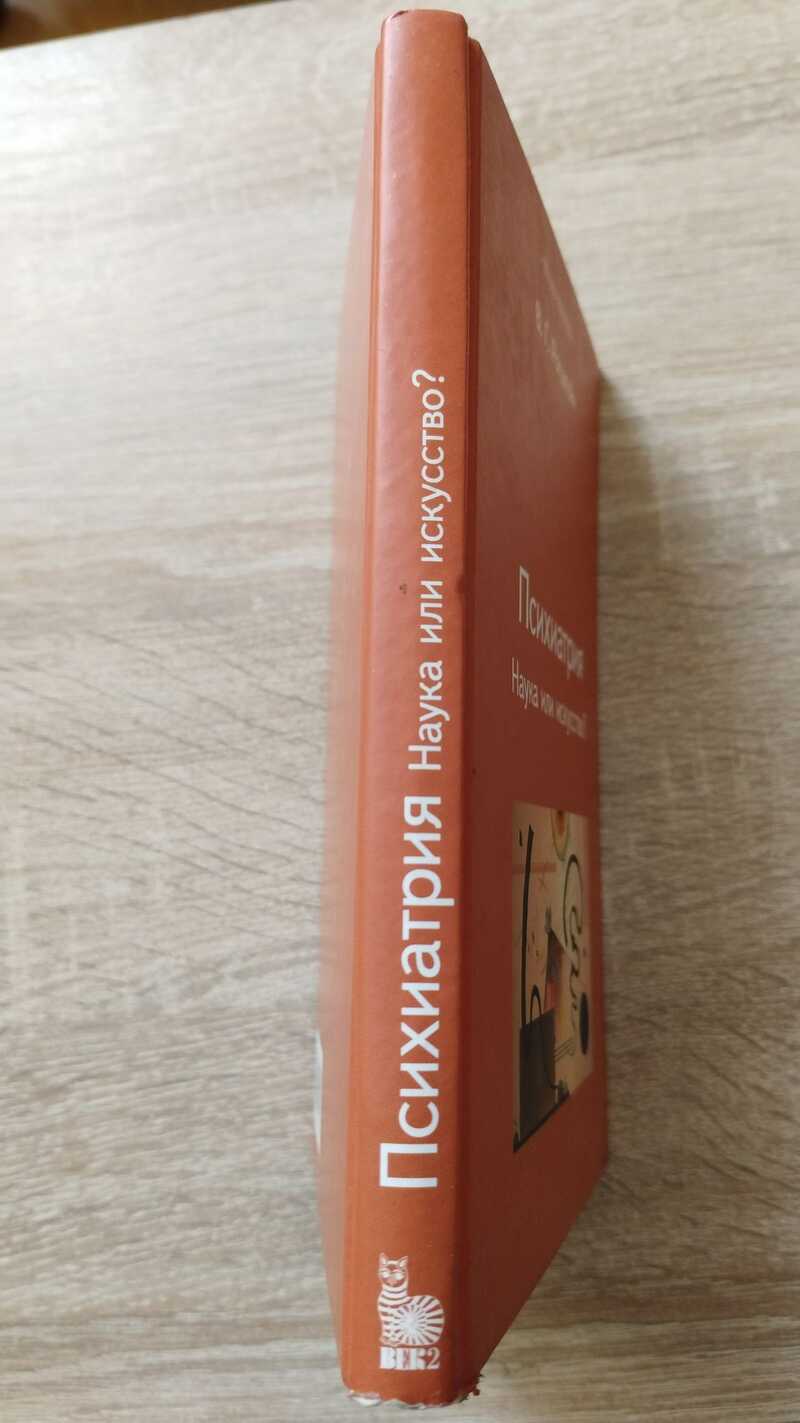 Психиатрия Наука или искусство?
ВЕК2
В. С.
Психиатрия
Наука или искусство?